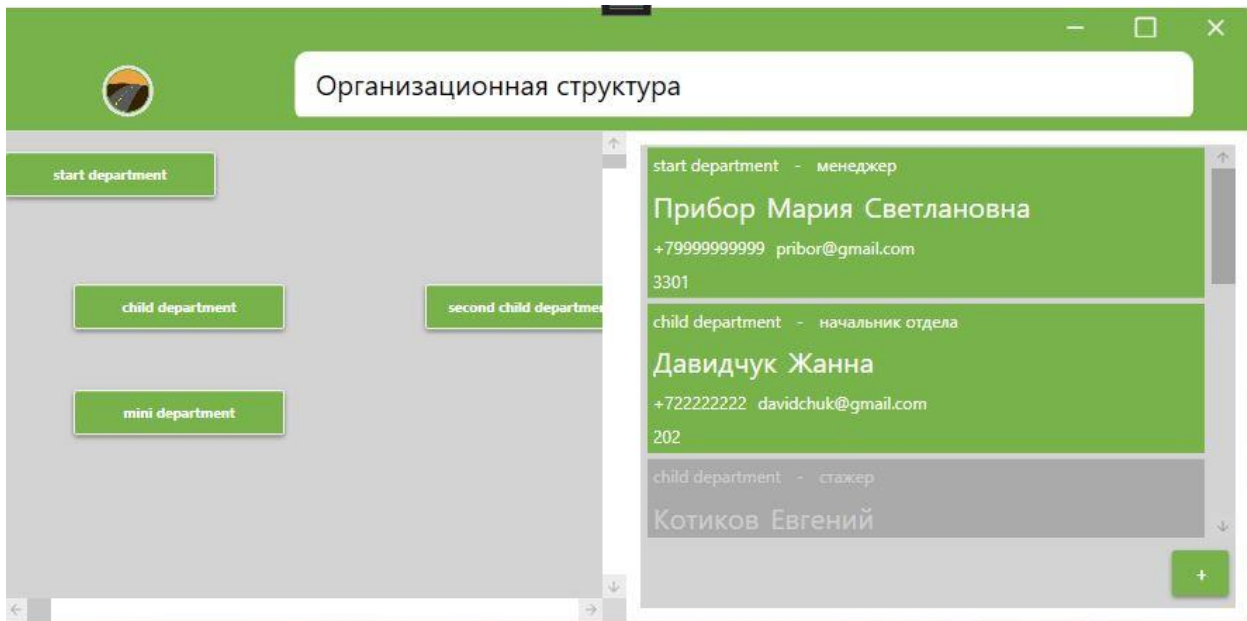 Организационная структура
start department
child department
second child departme
mini department
start department - менеджер
Прибор Мария Светлановна
+79999999999 pribor@gmail.com
3301
child department - начальник отдела
Давидчук Жанна
+722222222 davidchuk@gmail.com
202
child department - стажер
Котиков Евгений
+